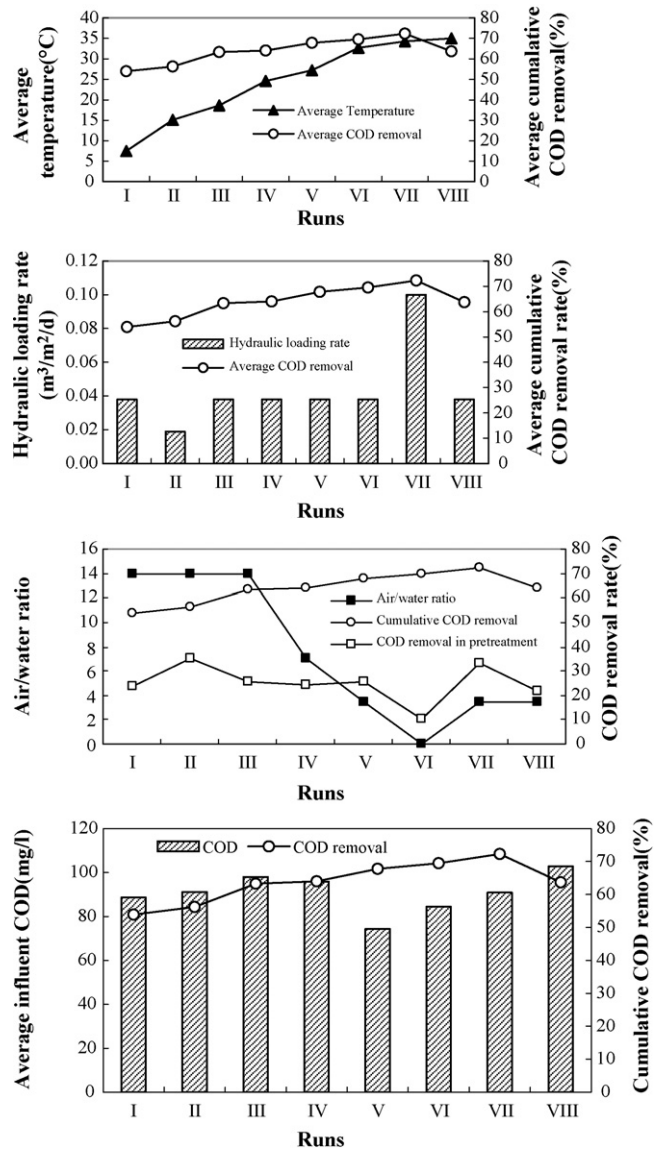 Average temperature(°C)
40
35
30
25
20
15
10
5
0
Average Temperature
Average COD removal
80
70
60
50
40
30
20
10
0
Average cumalative COD removal(%)
I II III IV V VI VII VIII
Runs
Hydraulic loading rate (m³/m²/d)
0.12
0.10
0.08
0.06
0.04
0.02
0.00
Hydraulic loading rate
Average COD removal
80
70
60
50
40
30
20
10
0
Average cumulative COD removal rate(%)
I II III IV V VI VII VIII
Runs
Air/water ratio
16
14
12
10
8
6
4
2
0
Air/water ratio
Cumulative COD removal
COD removal in pretreatment
80
70
60
50
40
30
20
10
0
COD removal rate(%)
I II III IV V VI VII VIII
Runs
Average influent COD(mg/l)
120
100
80
60
40
20
0
COD COD removal
80
70
60
50
40
30
20
10
0
Cumulative COD removal(%)
I II III IV V VI VII VIII
Runs